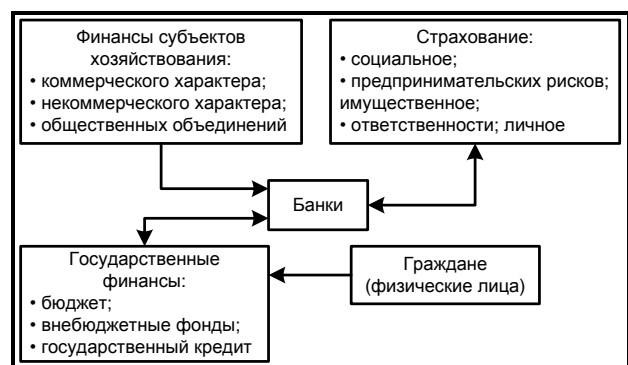 Финансы субъектов
хозяйствования:
• коммерческого характера;
• некоммерческого характера;
• общественных объединений
Страхование:
• социальное;
• предпринимательских рисков;
имущественное;
• ответственности; личное
Банки
Государственные
финансы:
• бюджет;
• внебюджетные фонды;
• государственный кредит
Граждане
(физические лица)